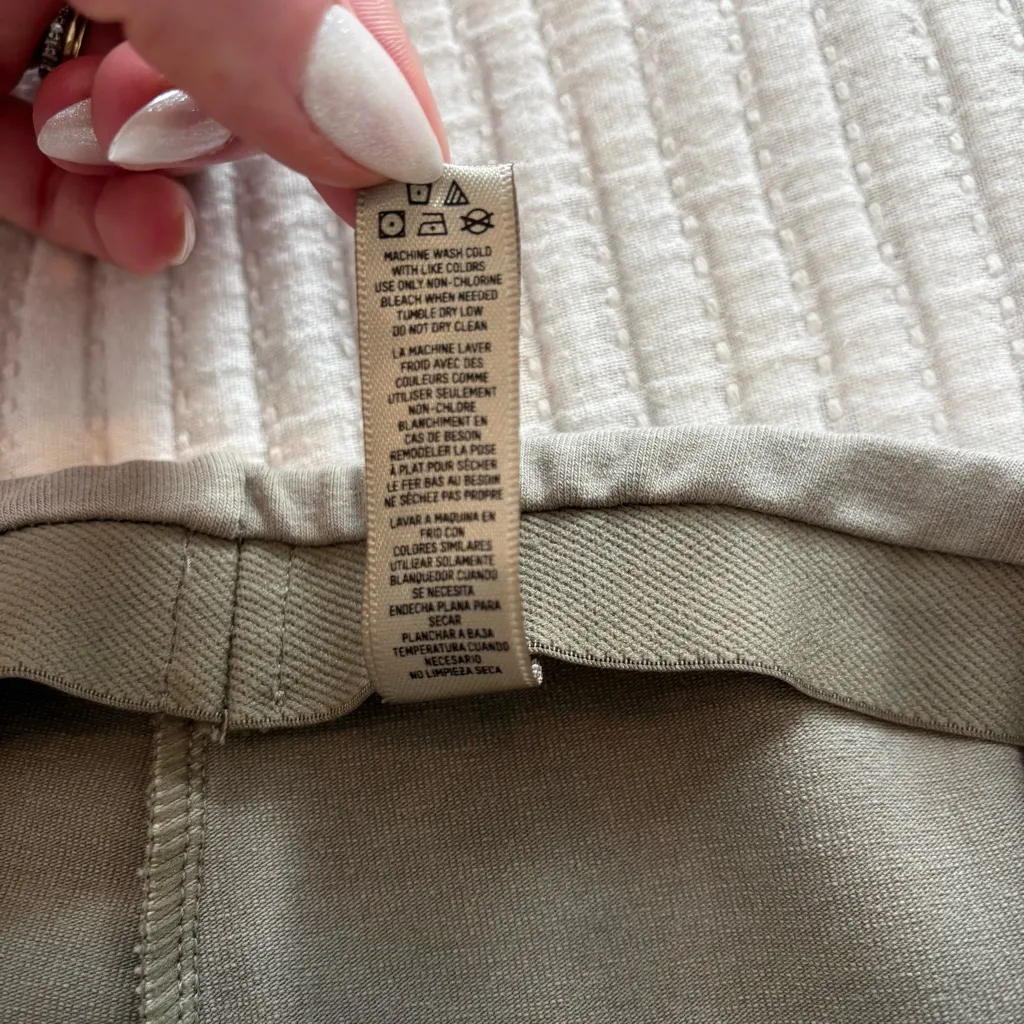 MACHINE WASH COLD
WITH LIKE COLORS
USE ONLY NON-CHLORINE
BLEACH WHEN NEEDED
TUMBLE DRY LOW
DO NOT DRY CLEAN
LA MACHINE LAVER
FROID AVEC DES
COULEURS COMME
UTILISER SEULEMENT
NON-CHLORE
BLANCHIMENT EN
CAS DE BESOIN
REMODELER LA POSE
À PLAT POUR SÉCHER
LE FER BAS AU BESOIN
NE SÉCHEZ PAS PROPRE
LAVAR A MAQUINA EN
FRIO CON
COLORES SIMILARES
UTILIZAR SOLAMENTE
BLANQUEDOR CUANDO
SE NECESITA
ENDECHA PLANA PARA
SECAR
PLANCHAR A BAJA
TEMPERATURA CUANDO
NECESARIO
NO LIMPIEZA SECA